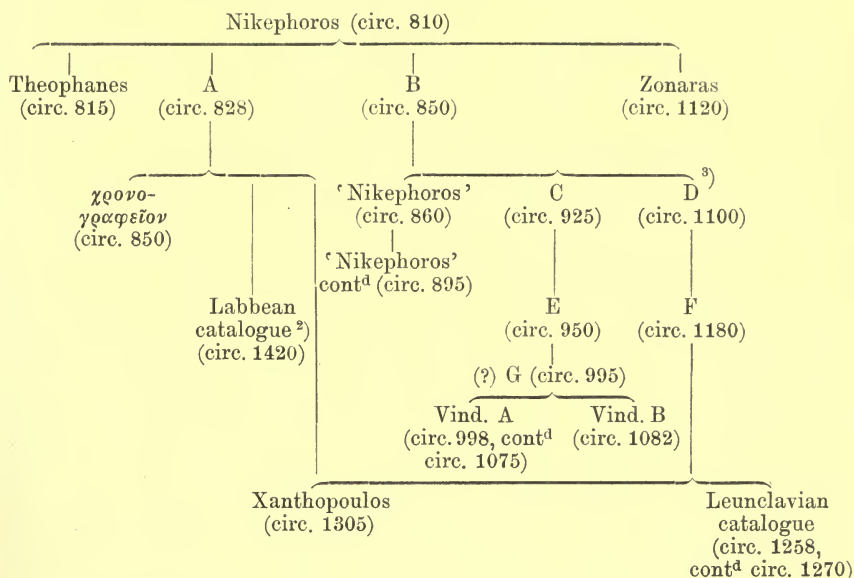 Nikephoros (circ. 810)
Theophanes A B Zonaras
(circ. 815) (circ. 828) (circ. 850) (circ. 1120)
χρονο- ‘Nikephoros’ C D ³)
γραφεῖον (circ. 860) (circ. 925) (circ. 1100)
(circ. 850)
‘Nikephoros’
contᵈ (circ. 895)
Labbean E F
catalogue ²) (circ. 950) (circ. 1180)
(circ. 1420)
(?) G (circ. 995)
Vind. A Vind. B
(circ. 998, contᵈ (circ. 1082)
circ. 1075)
Xanthopoulos Leunclavian
(circ. 1305) catalogue
(circ. 1258,
contᵈ circ. 1270)